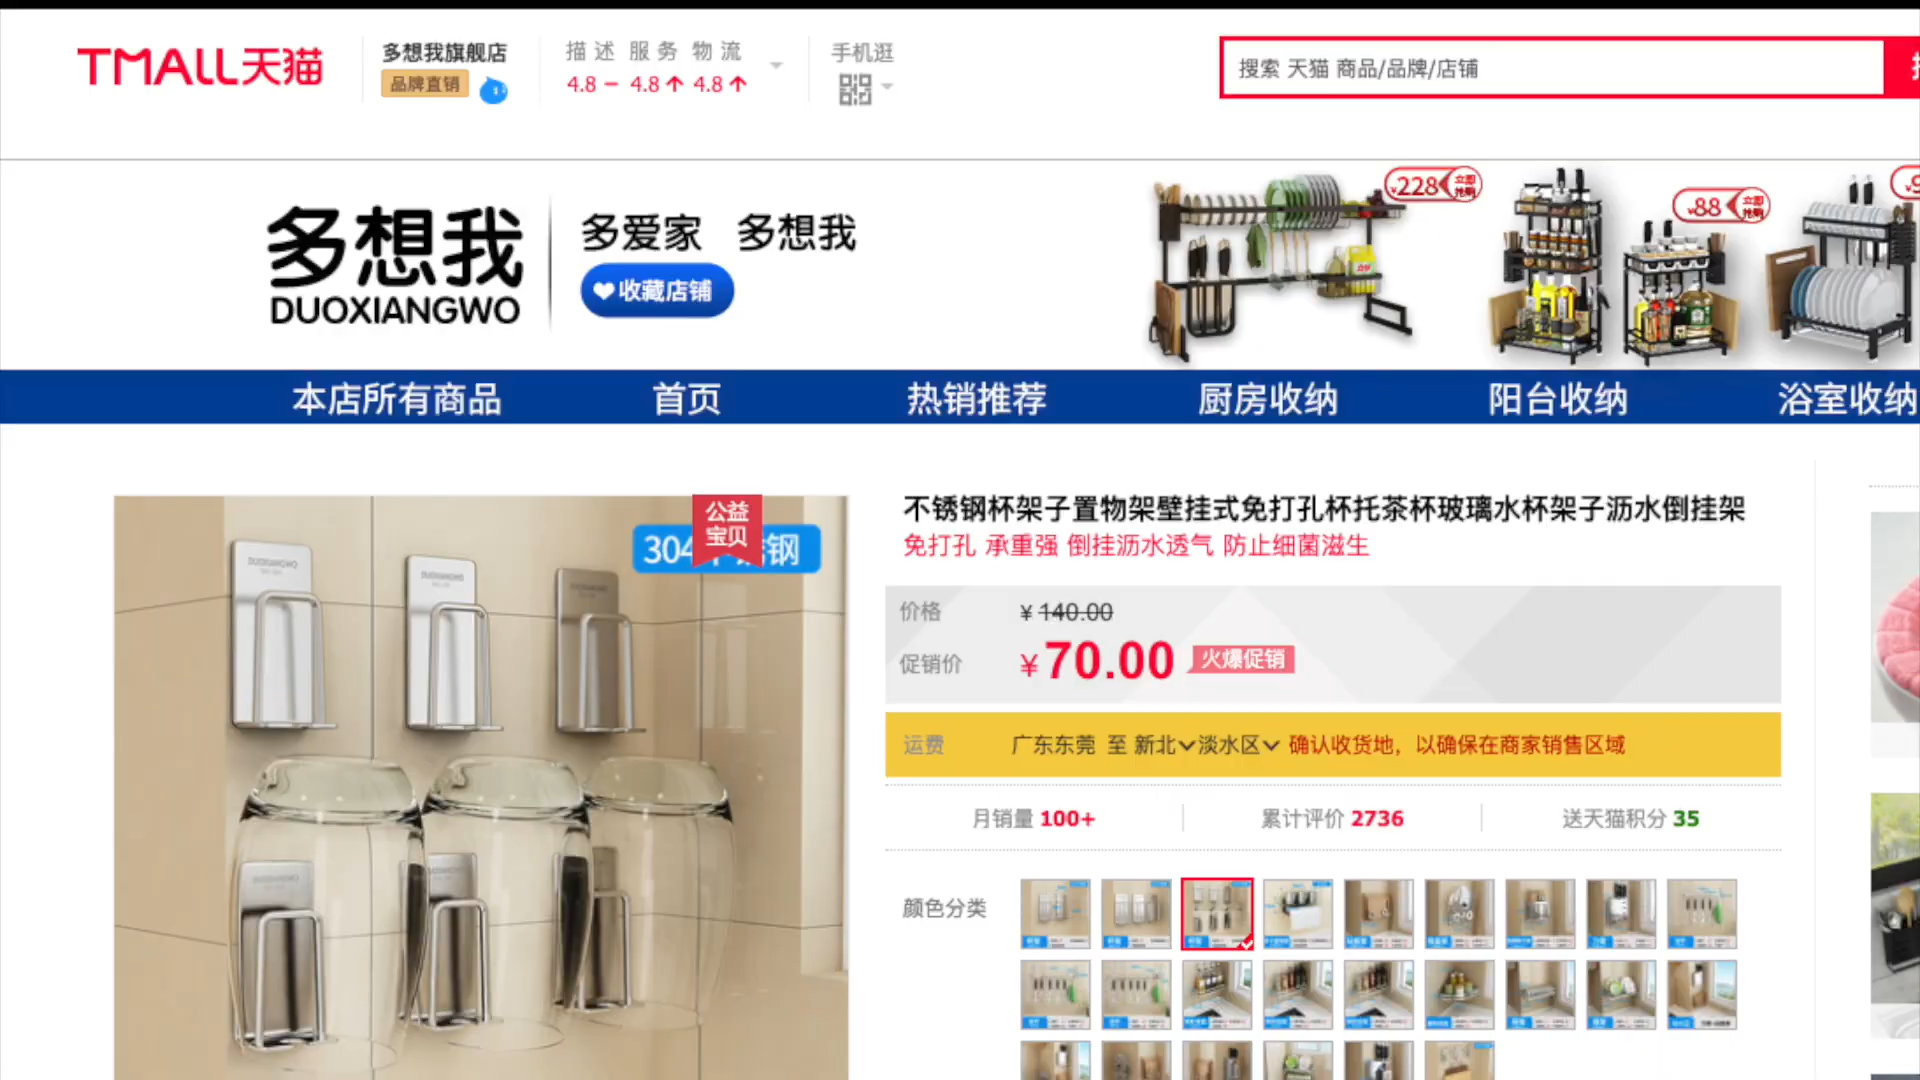 TMALL天猫
多想我旗舰店
品牌直销
描 述 服 务 物 流
4.8 4.8 4.8
手机逛
搜索 天猫 商品/品牌/店铺
多想我
DUOXIANGWO
多爱家 多想我
收藏店铺
¥228 立即抢购
¥88 立即抢购
本店所有商品 首页 热销推荐 厨房收纳 阳台收纳 浴室收纳
公益
宝贝
304 钢
DUOXIANGWO
DUOXIANGWO
不锈钢杯架子置物架壁挂式免打孔杯托茶杯玻璃水杯架子沥水倒挂架
免打孔 承重强 倒挂沥水透气 防止细菌滋生
价格 ¥ 140.00
促销价 ¥ 70.00 火爆促销
运费 广东东莞 至 新北 淡水区 确认收货地，以确保在商家销售区域
月销量 100+ 累计评价 2736 送天猫积分 35
颜色分类